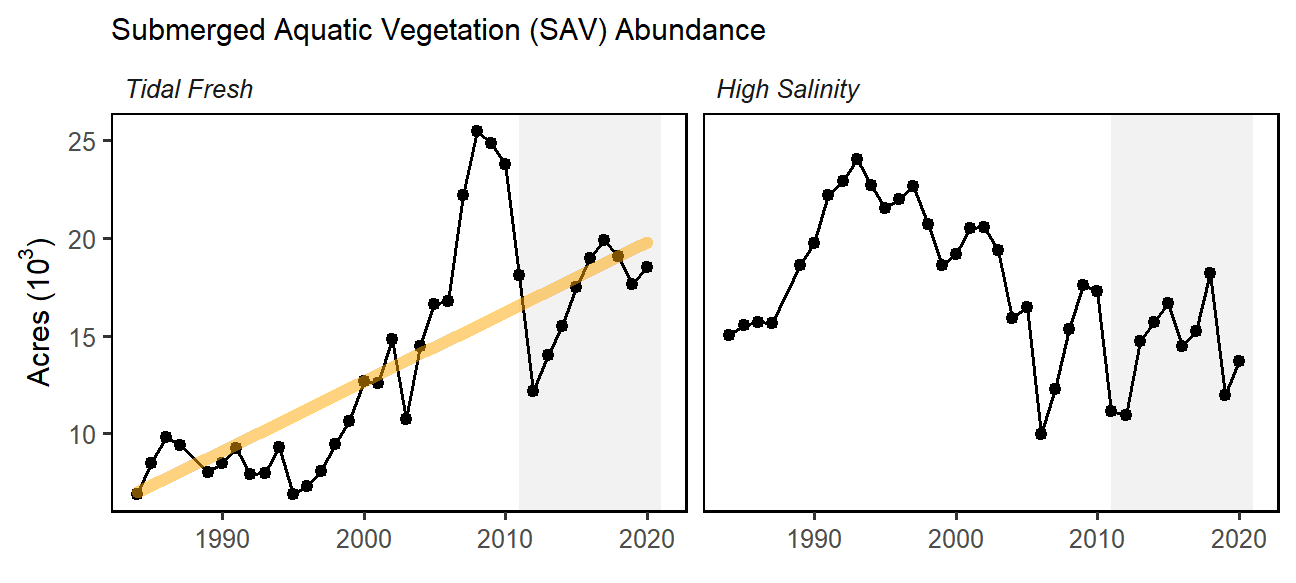 Submerged Aquatic Vegetation (SAV) Abundance
Tidal Fresh
High Salinity
Acres (10³)
25
20
15
10
1990 2000 2010 2020
1990 2000 2010 2020